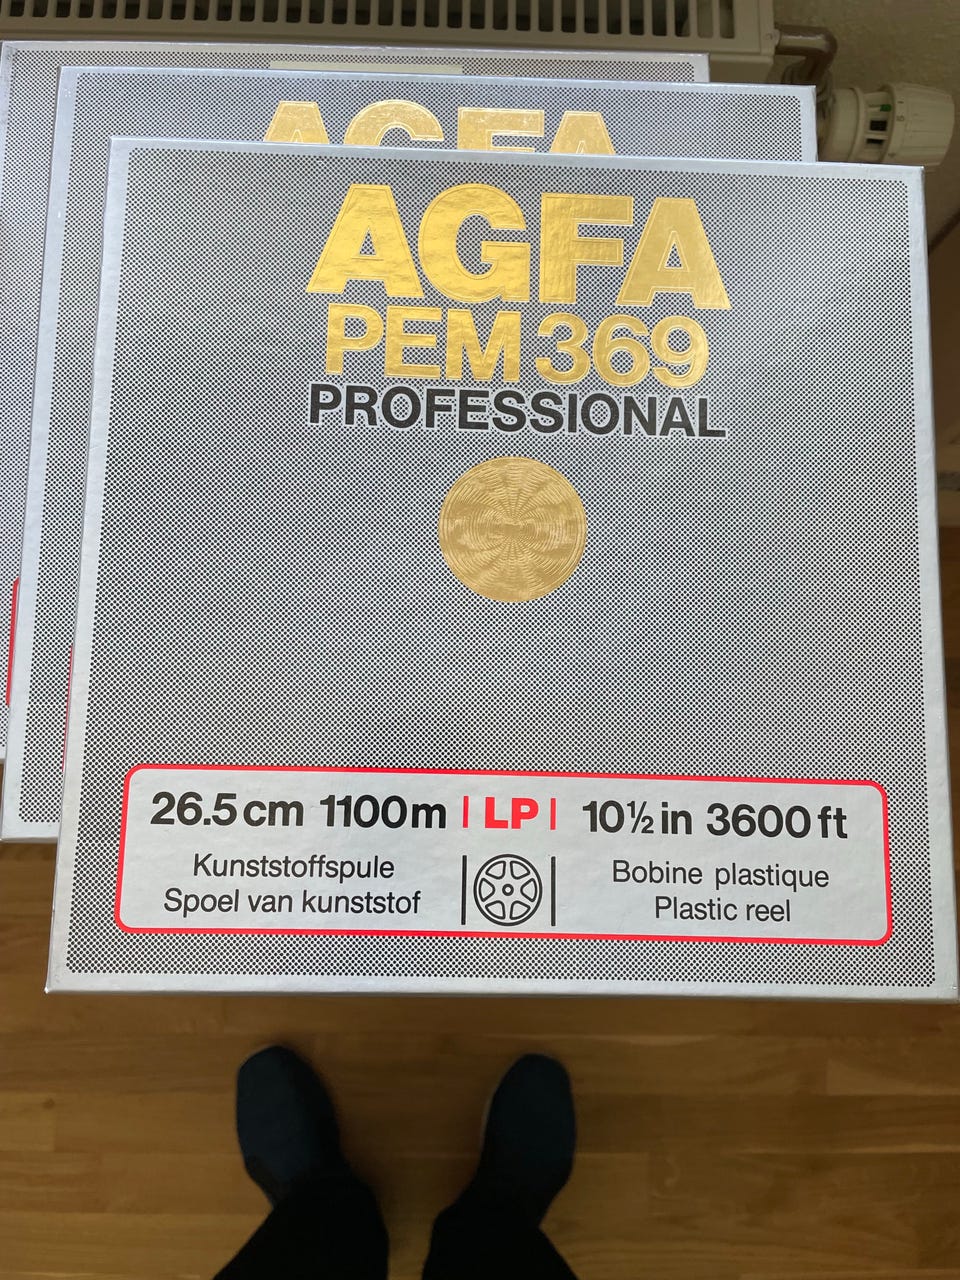 AGFA
AGFA
PEM 369
PROFESSIONAL
26.5 cm 1100 m | LP | 10½ in 3600 ft
Kunststoffspule
Spoel van kunststof
Bobine plastique
Plastic reel